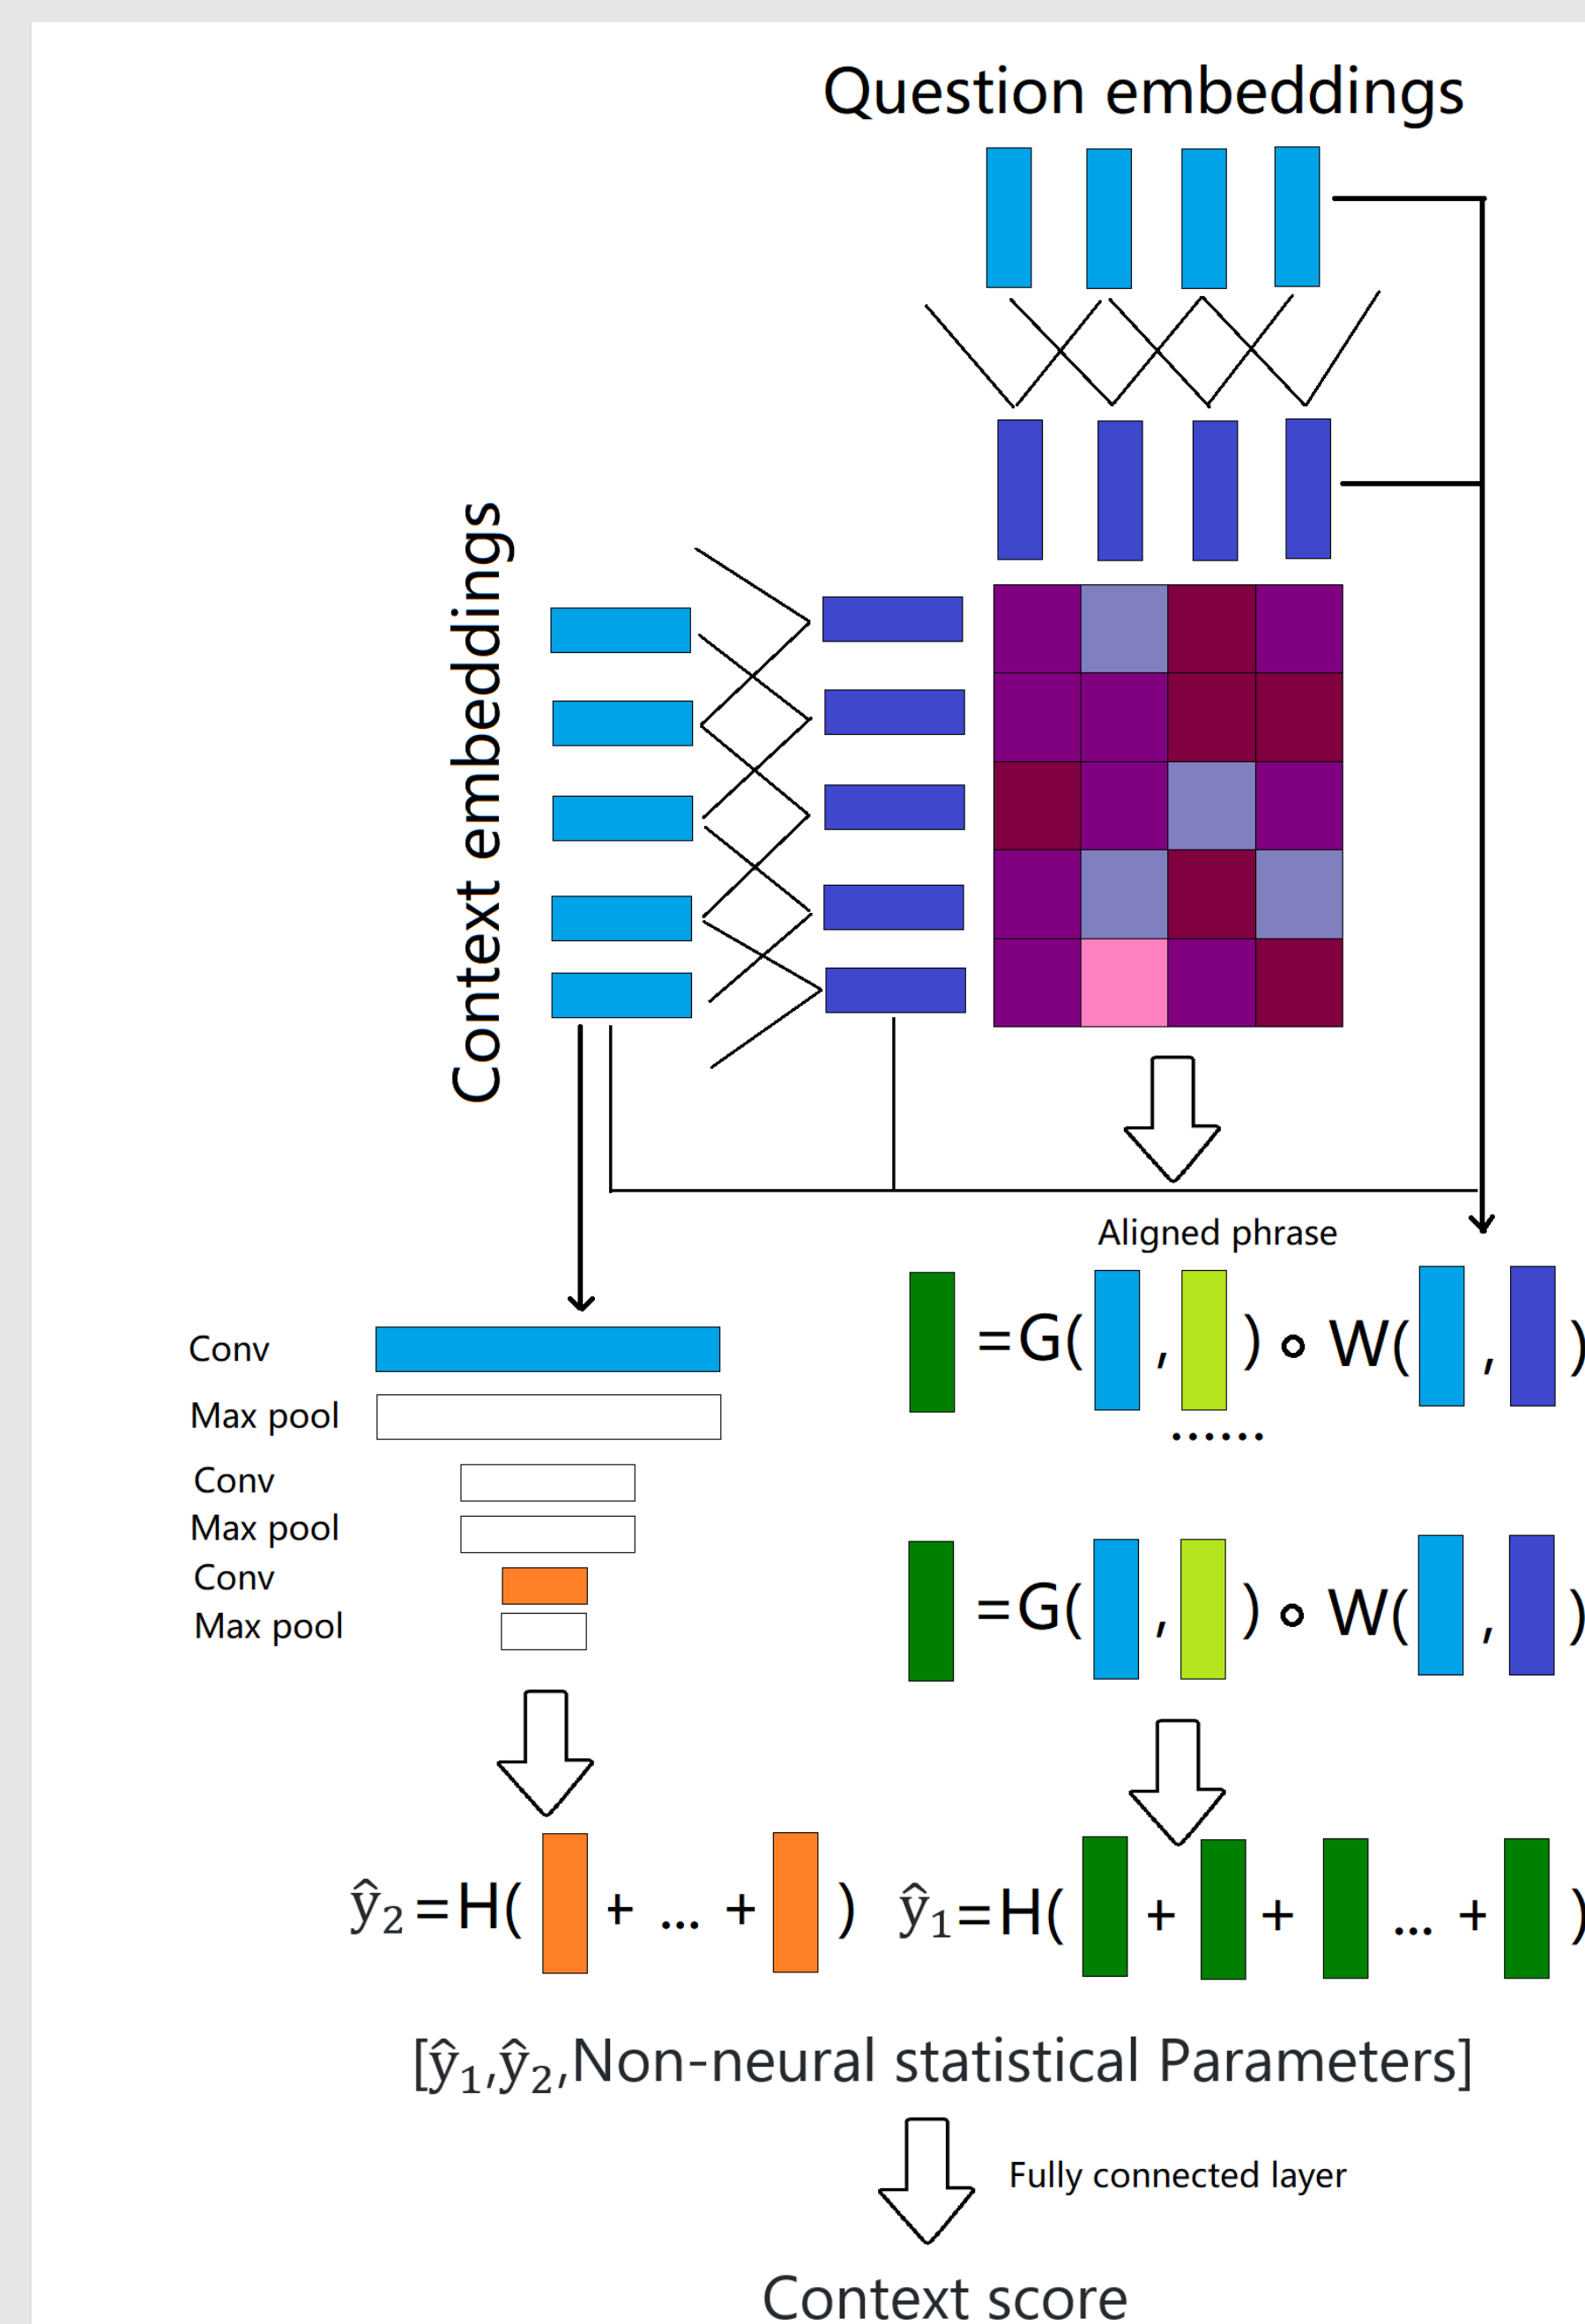 Question embeddings
Context embeddings
Aligned phrase
=G( , ) ∘ W( , )
......
=G( , ) ∘ W( , )
Conv
Max pool
Conv
Max pool
Conv
Max pool
ŷ₂=H( + ... + )
ŷ₁=H( + + ... + )
[ŷ₁,ŷ₂,Non-neural statistical Parameters]
Fully connected layer
Context score